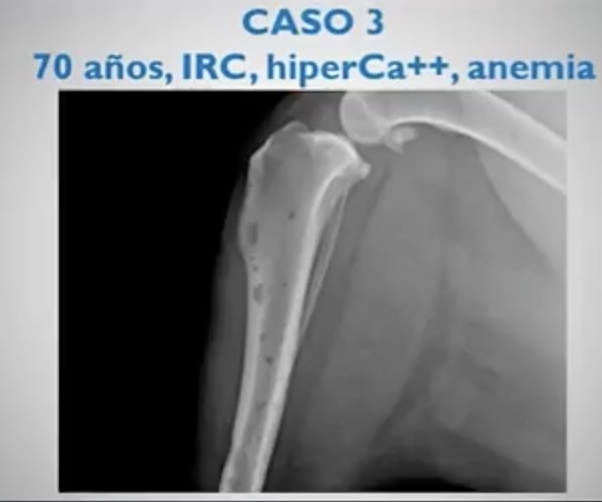 CASO 3
70 años, IRC, hiperCa++, anemia